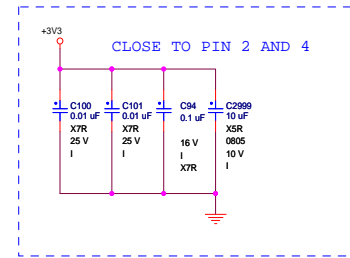 +3V3
CLOSE TO PIN 2 AND 4
C100
0.01 uF
X7R
25 V
I
C101
0.01 uF
X7R
25 V
I
C94
0.1 uF
16 V
I
X7R
C2999
10 uF
X5R
0805
10 V
I